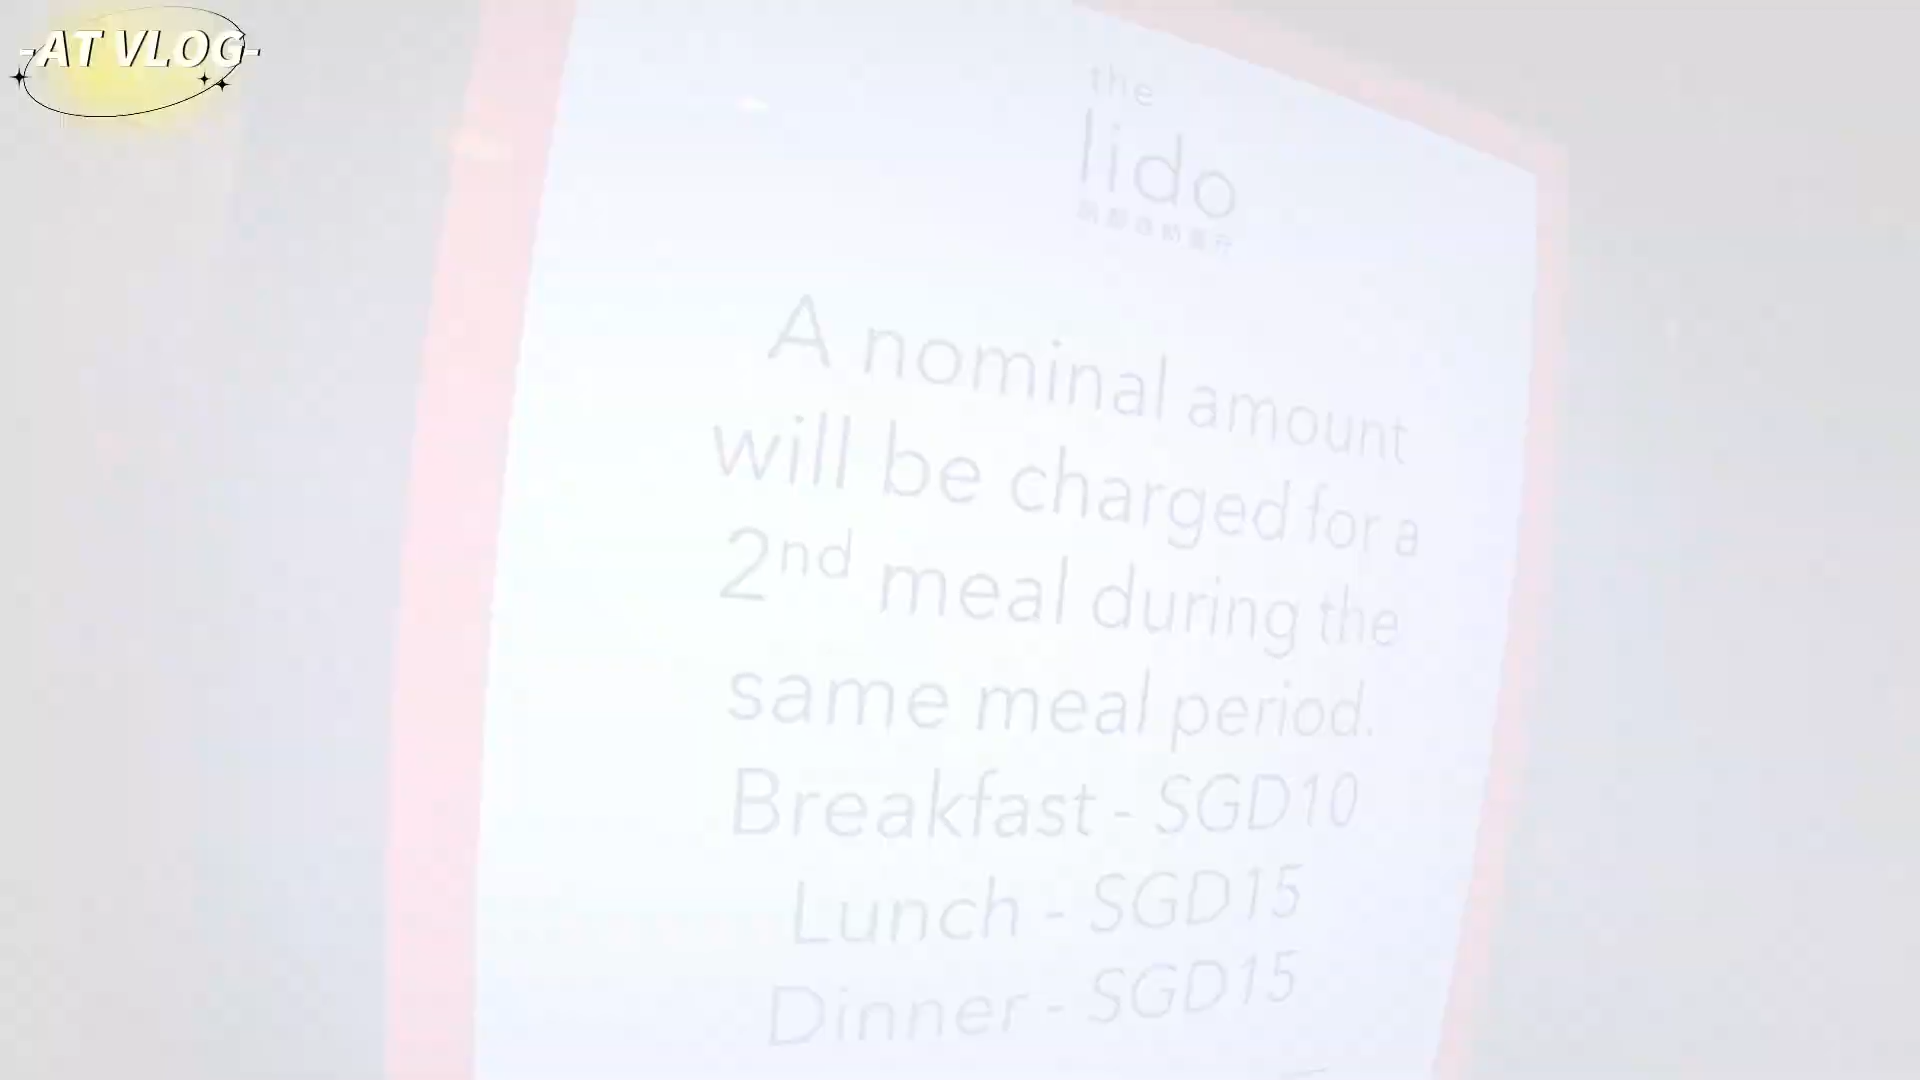 -AT VLOG-
the
lido
A nominal amount
will be charged for a
2nd meal during the
same meal period.
Breakfast - SGD10
Lunch - SGD15
Dinner - SGD15